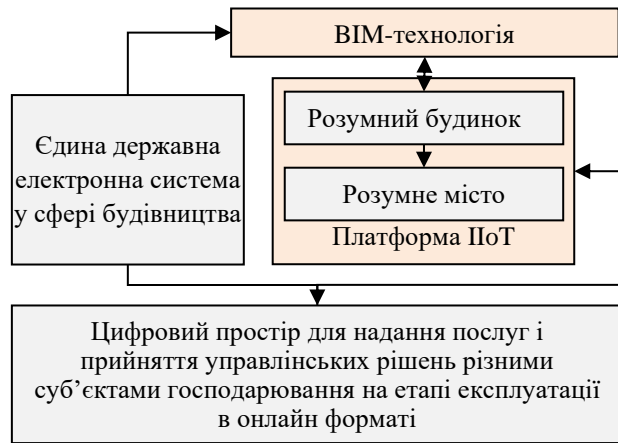 BIM-технологія
Єдина державна
електронна система
у сфері будівництва
Розумний будинок
Розумне місто
Платформа ІІоТ
Цифровий простір для надання послуг і
прийняття управлінських рішень різними
суб’єктами господарювання на етапі експлуатації
в онлайн форматі